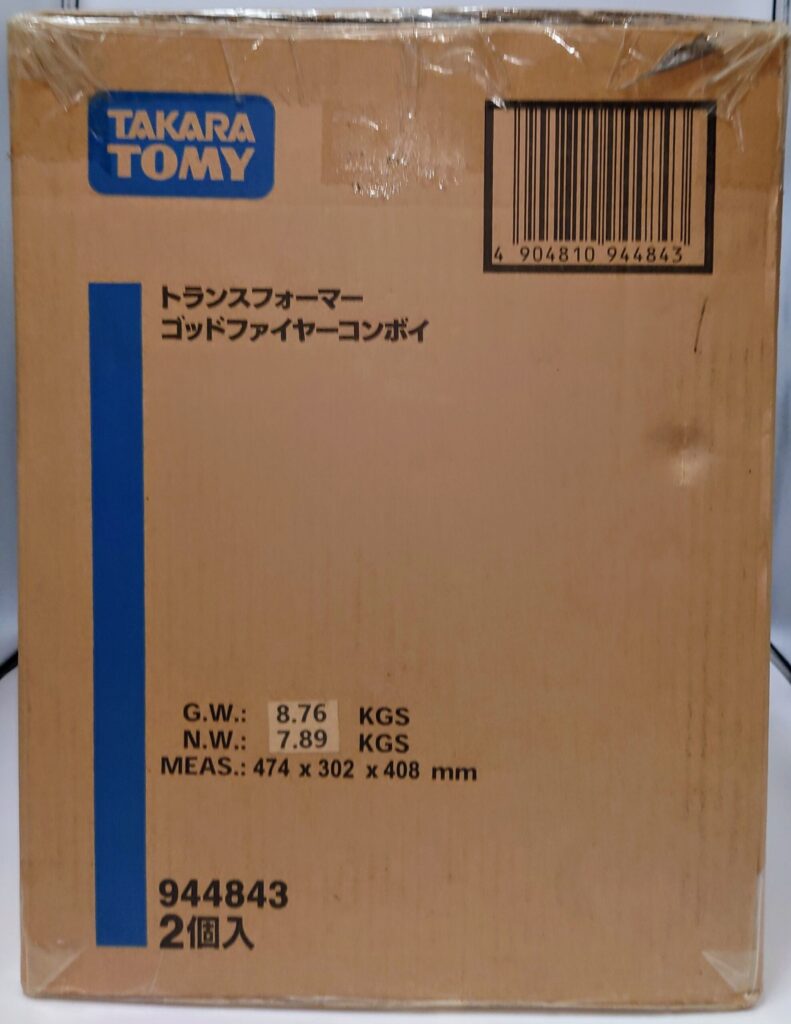 TAKARA
TOMY
4 904810 944843
トランスフォーマー
ゴッドファイヤーコンボイ
G.W.: 8.76 KGS
N.W.: 7.89 KGS
MEAS.: 474 x 302 x 408 mm
944843
2個入